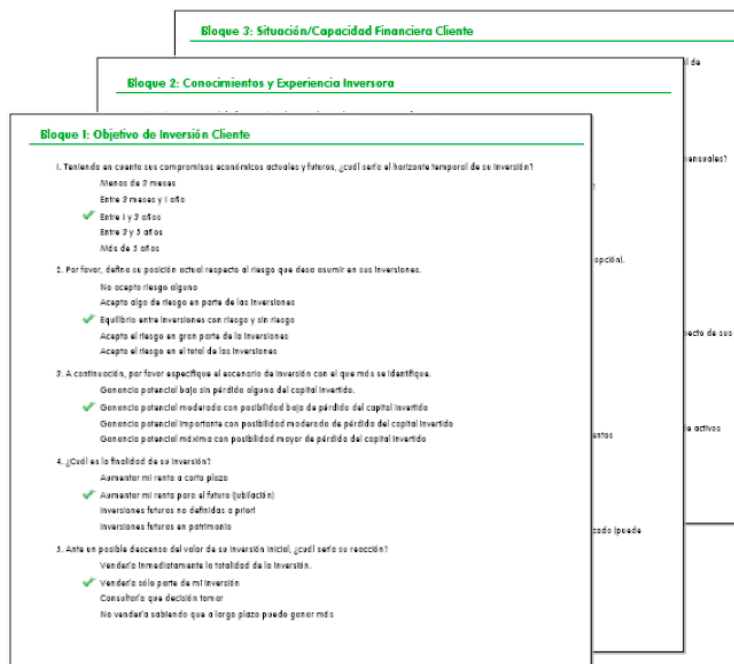 Bloque 3: Situación/Capacidad Financiera Cliente
l de
ensuales?
ecto de sus
e activos
Bloque 2: Conocimientos y Experiencia Inversora
opción).
entos
cado (puede
Bloque 1: Objetivo de Inversión Cliente
1. Teniendo en cuenta sus compromisos económicos actuales y futuros, ¿cuál sería el horizonte temporal de su inversión?
Menos de 3 meses
Entre 3 meses y 1 año
Entre 1 y 3 años
Entre 3 y 5 años
Más de 5 años
2. Por favor, defina su posición actual respecto al riesgo que desa asumir en sus inversiones.
No acepto riesgo alguno
Acepto algo de riesgo en parte de las inversiones
Equilibrio entre inversiones con riesgo y sin riesgo
Acepto el riesgo en gran parte de la inversiones
Acepto el riesgo en el total de las inversiones
3. A continuación, por favor especifique el escenario de inversión con el que más se identifique.
Ganancia potencial baja sin pérdida alguna del capital invertido.
Ganancia potencial moderada con posibilidad baja de pérdida del capital invertido
Ganancia potencial importante con posibilidad moderada de pérdida del capital invertido
Ganancia potencial máxima con posibilidad mayor de pérdida del capital invertido
4. ¿Cuál es la finalidad de su inversión?
Aumentar mi renta a corto plazo
Aumentar mi renta para el futuro (jubilación)
Inversiones futuras no definidas a priori
Inversiones futuras en patrimonio
5. Ante un posible descenso del valor de su inversión inicial, ¿cuál sería su reacción?
Vendería inmediatamente la totalidad de la inversión.
Vendería sólo parte de mi inversión
Consultaría que decisión tomar
No vendería sabiendo que a largo plazo puedo ganar más